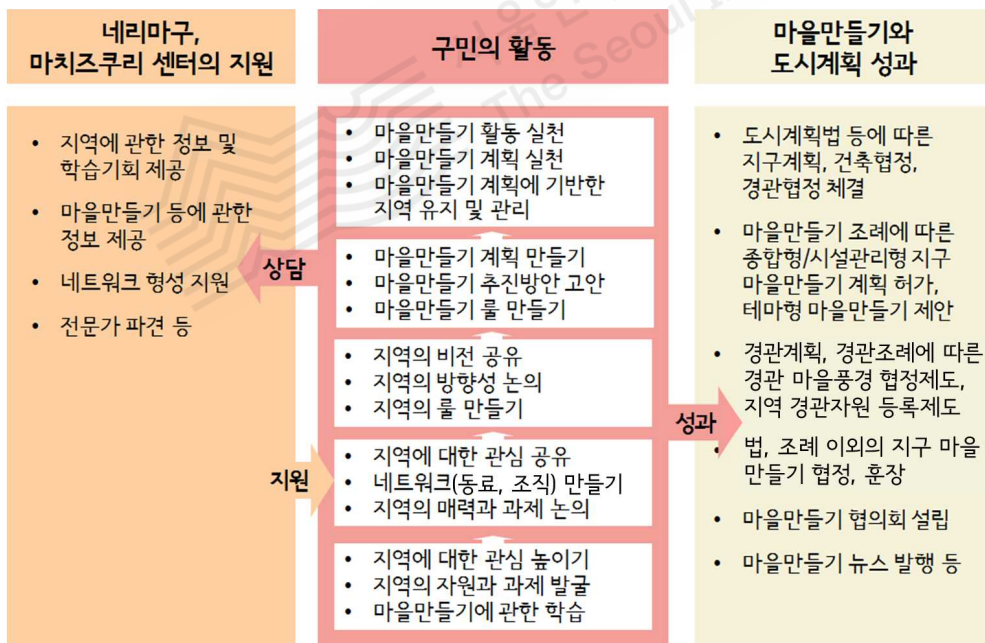 네리마구,
마치즈쿠리 센터의 지원
• 지역에 관한 정보 및
학습기회 제공
• 마을만들기 등에 관한
정보 제공
• 네트워크 형성 지원
• 전문가 파견 등
상담
지원
구민의 활동
• 마을만들기 활동 실천
• 마을만들기 계획 실천
• 마을만들기 계획에 기반한
지역 유지 및 관리
• 마을만들기 계획 만들기
• 마을만들기 추진방안 고안
• 마을만들기 룰 만들기
• 지역의 비전 공유
• 지역의 방향성 논의
• 지역의 룰 만들기
• 지역에 대한 관심 공유
• 네트워크(동료, 조직) 만들기
• 지역의 매력과 과제 논의
• 지역에 대한 관심 높이기
• 지역의 자원과 과제 발굴
• 마을만들기에 관한 학습
성과
마을만들기와
도시계획 성과
• 도시계획법 등에 따른
지구계획, 건축협정,
경관협정 체결
• 마을만들기 조례에 따른
종합형/시설관리형 지구
마을만들기 계획 허가,
테마형 마을만들기 제안
• 경관계획, 경관조례에 따른
경관 마을풍경 협정제도,
지역 경관자원 등록제도
• 법, 조례 이외의 지구 마을
만들기 협정, 훈장
• 마을만들기 협의회 설립
• 마을만들기 뉴스 발행 등
The Seoul